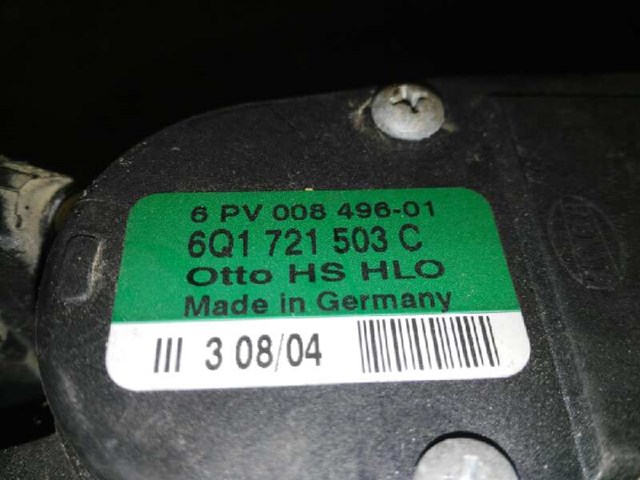 6 PV 008 496-01
6Q1 721 503 C
Otto HS HLO
Made in Germany
III 3 08/04